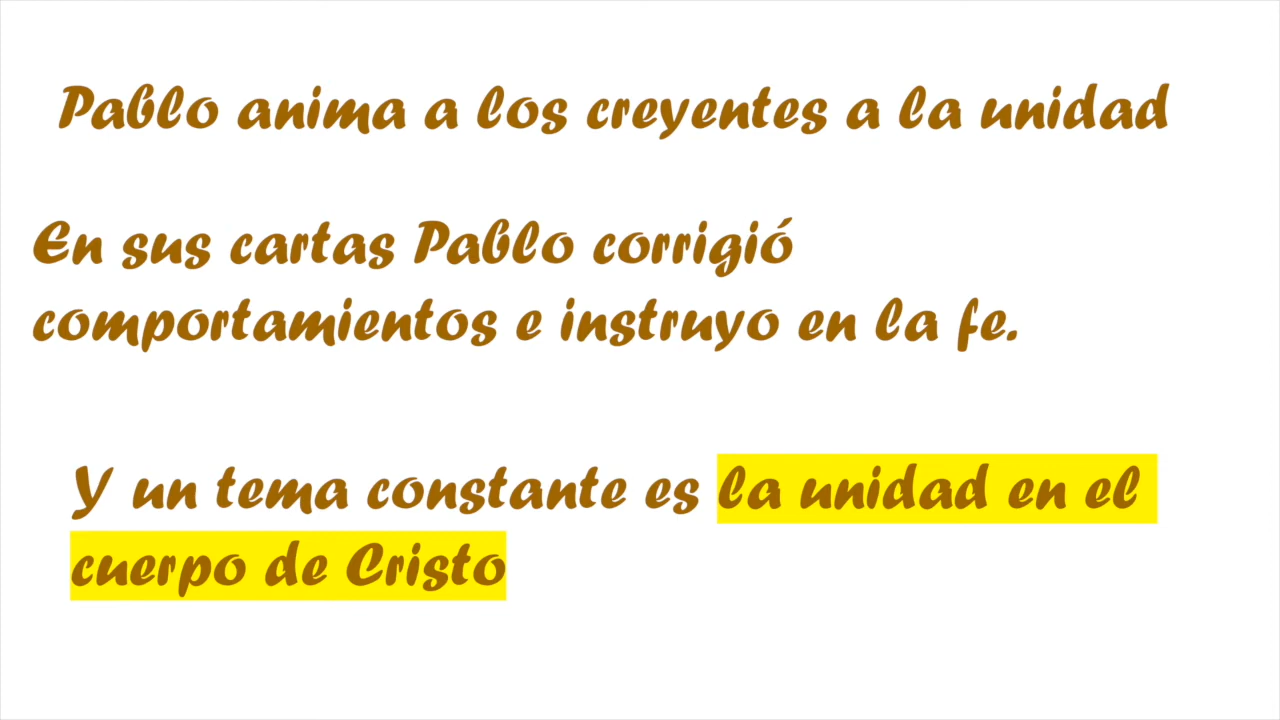 Pablo anima a los creyentes a la unidad
En sus cartas Pablo corrigió
comportamientos e instruyo en la fe.
Y un tema constante es la unidad en el
cuerpo de Cristo